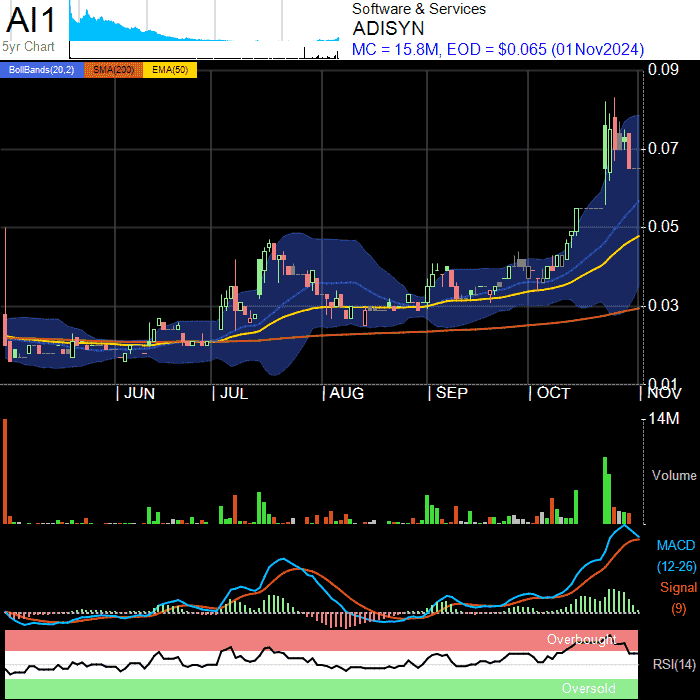 AI1
5yr Chart
Software & Services
ADISYN
MC = 15.8M, EOD = $0.065 (01Nov2024)
BollBands(20,2) SMA(200) EMA(50)
0.09
0.07
0.05
0.03
0.01
JUN JUL AUG SEP OCT NOV
14M
Volume
MACD
(12-26)
Signal
(9)
Overbought
RSI(14)
Oversold